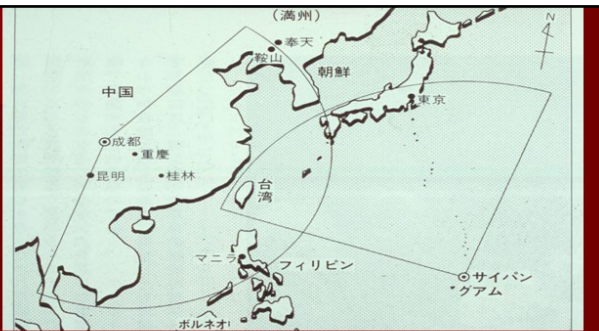 (満州)
N
奉天
鞍山
朝鮮
中国
東京
成都
重慶
昆明
桂林
台湾
マニラ
フィリピン
サイパン
グアム
ボルネオ